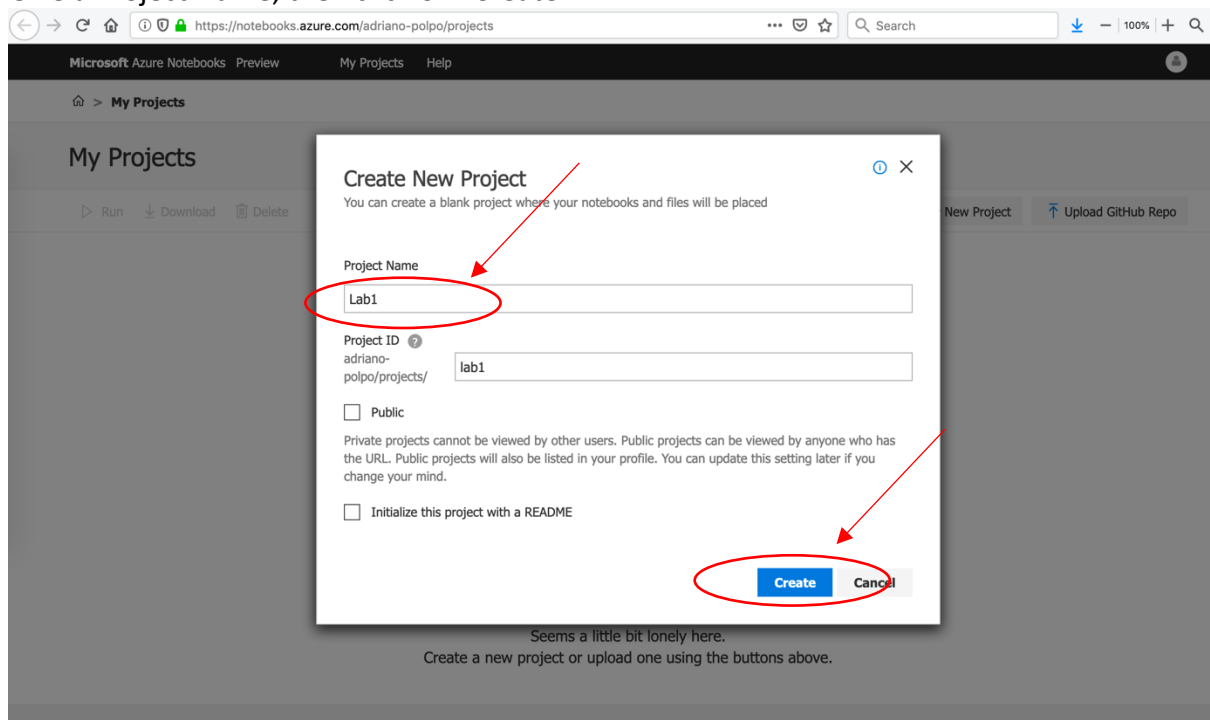 https://notebooks.azure.com/adriano-polpo/projects
Search
100%
Microsoft Azure Notebooks Preview My Projects Help
> My Projects
My Projects
Run Download Delete
New Project Upload GitHub Repo
Create New Project
You can create a blank project where your notebooks and files will be placed
Project Name
Lab1
Project ID
adriano-
polpo/projects/
lab1
Public
Private projects cannot be viewed by other users. Public projects can be viewed by anyone who has
the URL. Public projects will also be listed in your profile. You can update this setting later if you
change your mind.
Initialize this project with a README
Create Cancel
Seems a little bit lonely here.
Create a new project or upload one using the buttons above.